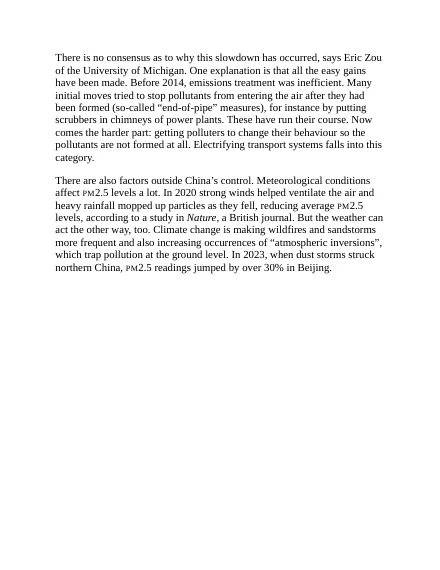 There is no consensus as to why this slowdown has occurred, says Eric Zou
of the University of Michigan. One explanation is that all the easy gains
have been made. Before 2014, emissions treatment was inefficient. Many
initial moves tried to stop pollutants from entering the air after they had
been formed (so-called “end-of-pipe” measures), for instance by putting
scrubbers in chimneys of power plants. These have run their course. Now
comes the harder part: getting polluters to change their behaviour so the
pollutants are not formed at all. Electrifying transport systems falls into this
category.
There are also factors outside China’s control. Meteorological conditions
affect PM2.5 levels a lot. In 2020 strong winds helped ventilate the air and
heavy rainfall mopped up particles as they fell, reducing average PM2.5
levels, according to a study in Nature, a British journal. But the weather can
act the other way, too. Climate change is making wildfires and sandstorms
more frequent and also increasing occurrences of “atmospheric inversions”,
which trap pollution at the ground level. In 2023, when dust storms struck
northern China, PM2.5 readings jumped by over 30% in Beijing.